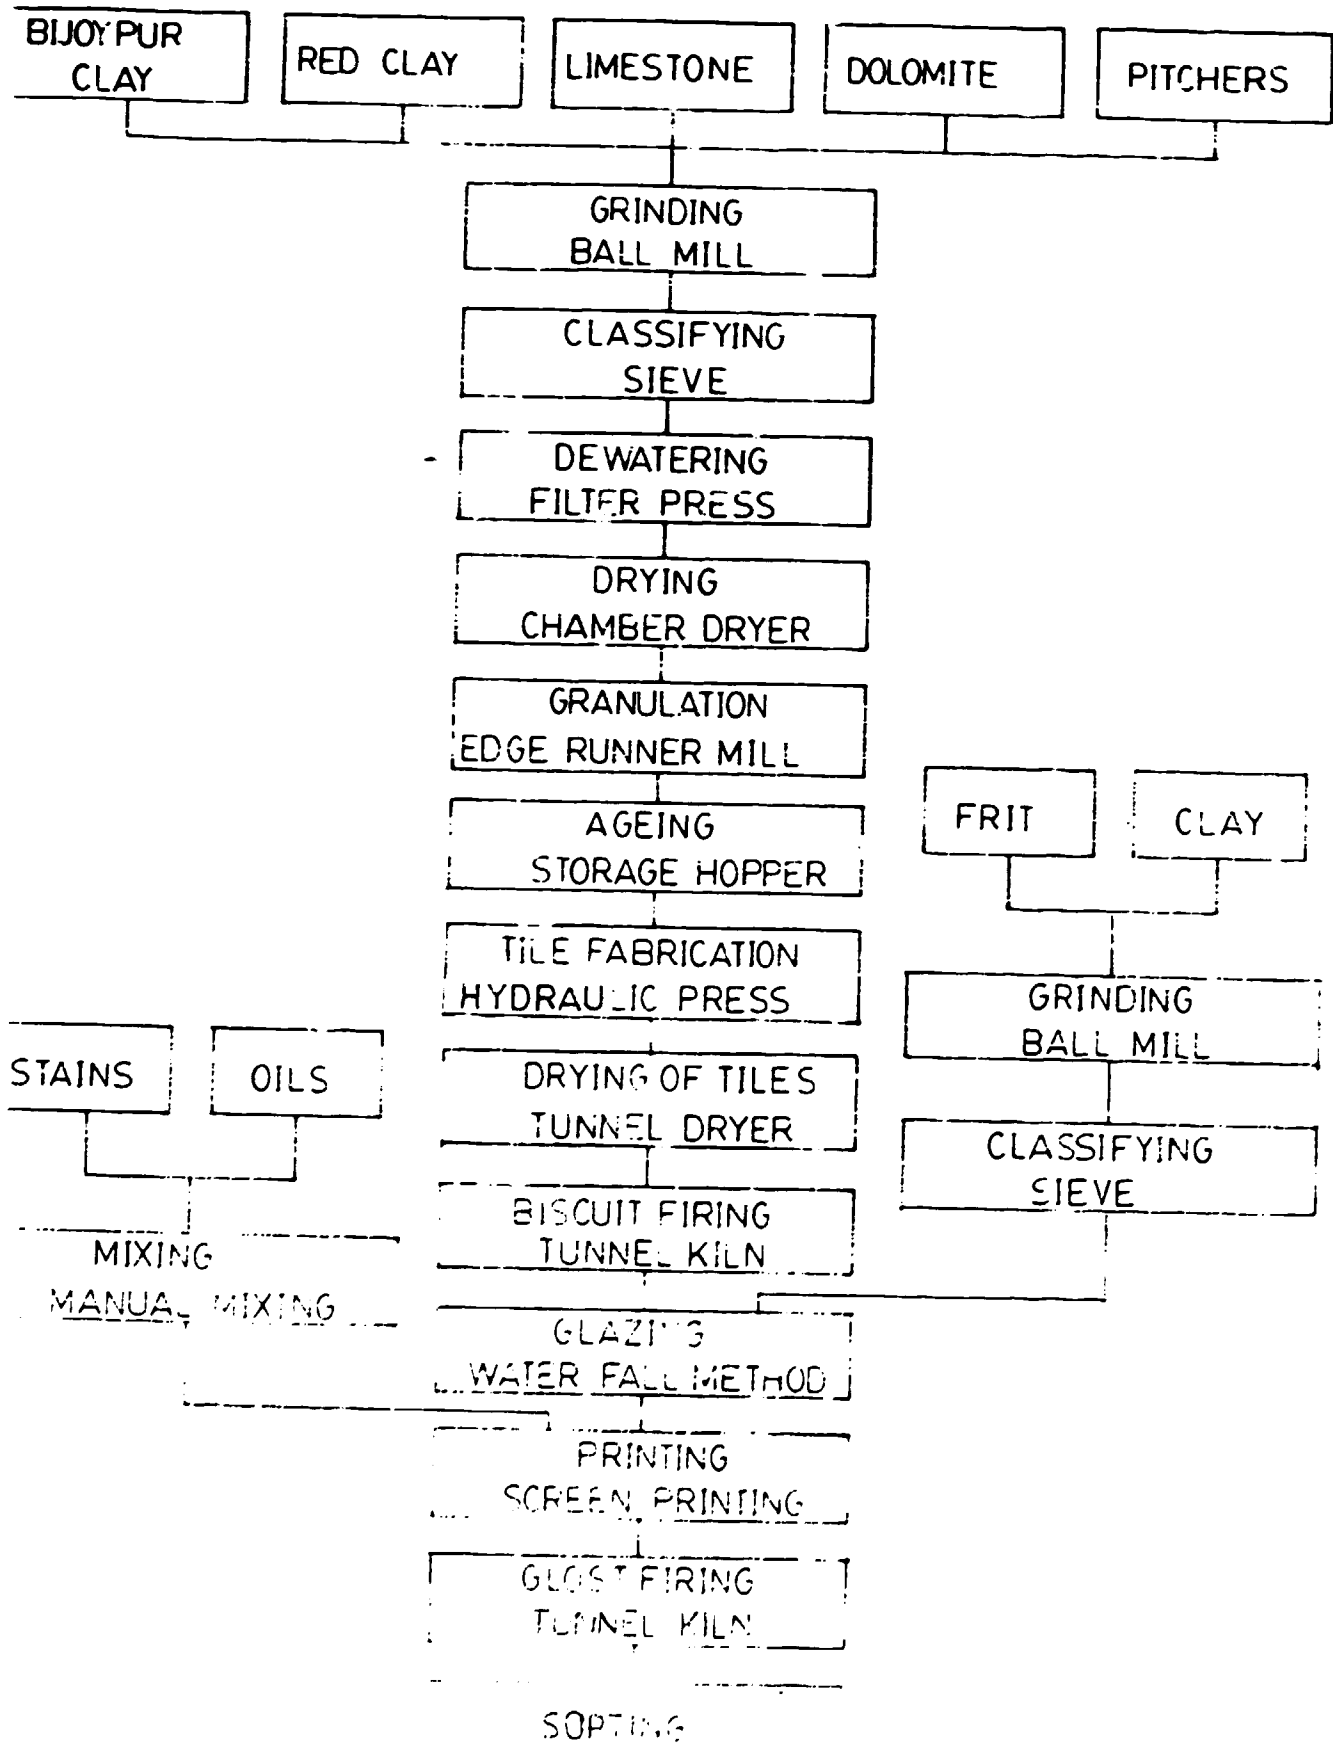 BIJOYPUR
CLAY
RED CLAY
LIMESTONE
DOLOMITE
PITCHERS
GRINDING
BALL MILL
CLASSIFYING
SIEVE
DEWATERING
FILTER PRESS
DRYING
CHAMBER DRYER
GRANULATION
EDGE RUNNER MILL
AGEING
STORAGE HOPPER
TILE FABRICATION
HYDRAULIC PRESS
DRYING OF TILES
TUNNEL DRYER
BISCUIT FIRING
TUNNEL KILN
FRIT
CLAY
GRINDING
BALL MILL
CLASSIFYING
SIEVE
STAINS
OILS
MIXING
MANUAL MIXING
GLAZING
WATER FALL METHOD
PRINTING
SCREEN PRINTING
GLOST FIRING
TUNNEL KILN
SORTING